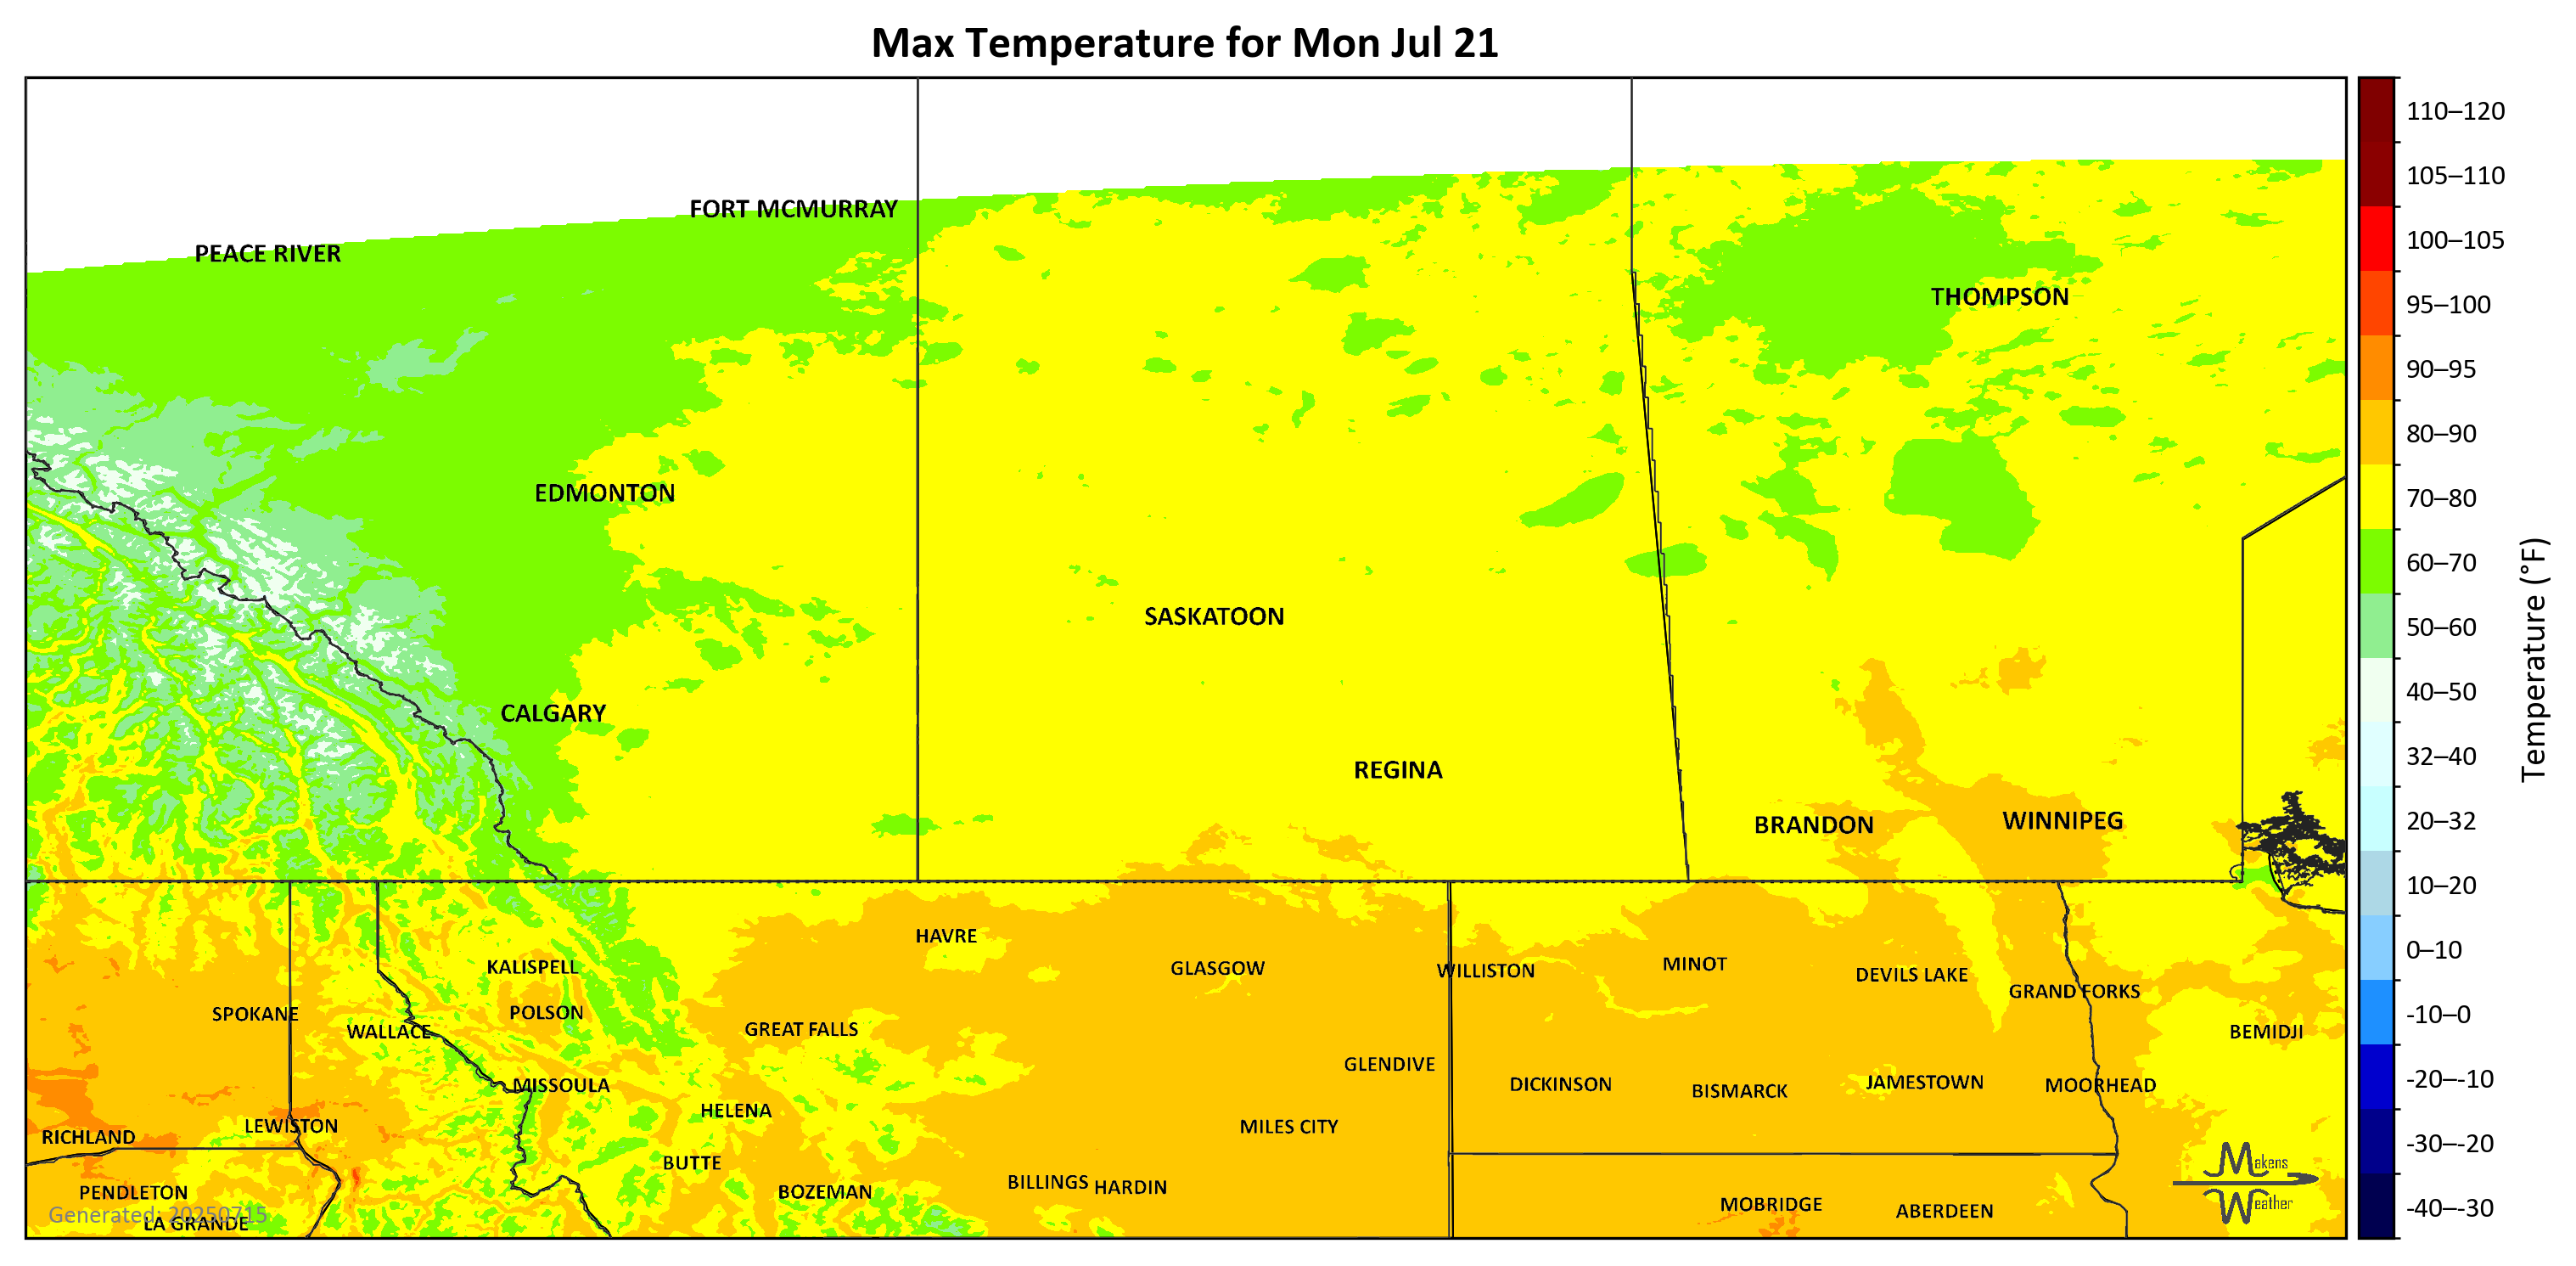 Max Temperature for Mon Jul 21
FORT MCMURRAY
PEACE RIVER
THOMPSON
EDMONTON
SASKATOON
CALGARY
REGINA
BRANDON
WINNIPEG
HAVRE
KALISPELL
GLASGOW
WILLISTON
MINOT
DEVILS LAKE
GRAND FORKS
SPOKANE
POLSON
WALLACE
GREAT FALLS
BEMIDJI
GLENDIVE
MISSOULA
DICKINSON
BISMARCK
JAMESTOWN
MOORHEAD
HELENA
LEWISTON
MILES CITY
RICHLAND
BUTTE
PENDLETON
BOZEMAN
BILLINGS
HARDIN
MOBRIDGE
ABERDEEN
Generated: 20250715
LA GRANDE
Makens
Weather
110–120
105–110
100–105
95–100
90–95
80–90
70–80
60–70
50–60
40–50
32–40
20–32
10–20
0–10
-10–0
-20–-10
-30–-20
-40–-30
Temperature (°F)